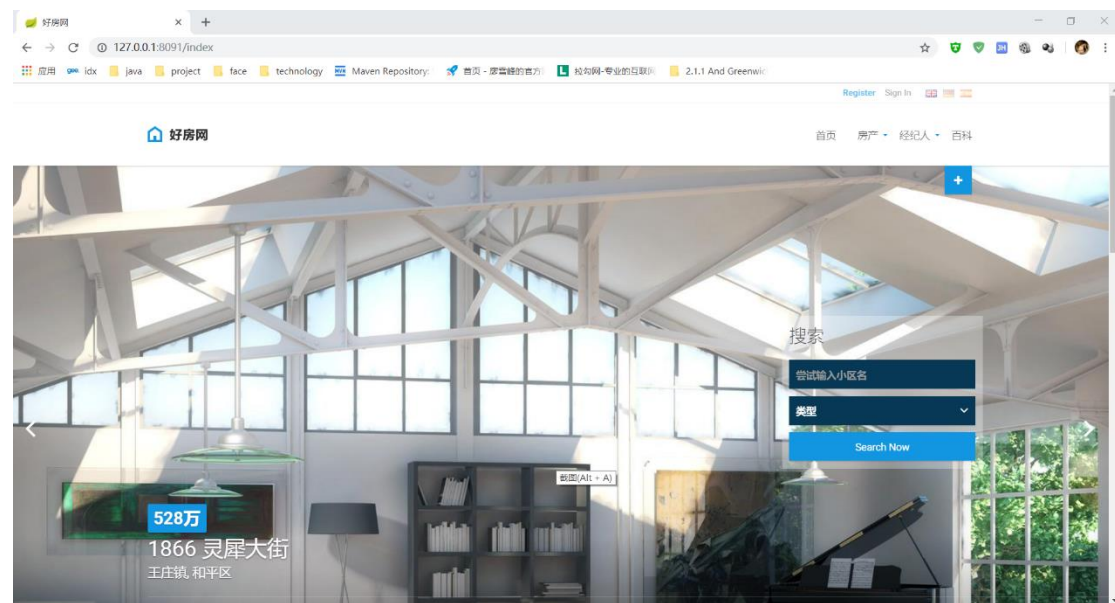 好房网
127.0.0.1:8091/index
应用 idx java project face technology Maven Repository: 首页 - 廖雪峰的官方 拉勾网-专业的互联网 2.1.1 And Greenwic
Register Sign In
好房网 首页 房产 经纪人 百科
+
搜索
尝试输入小区名
类型
Search Now
截图(Alt + A)
528万
1866 灵犀大街
王庄镇, 和平区